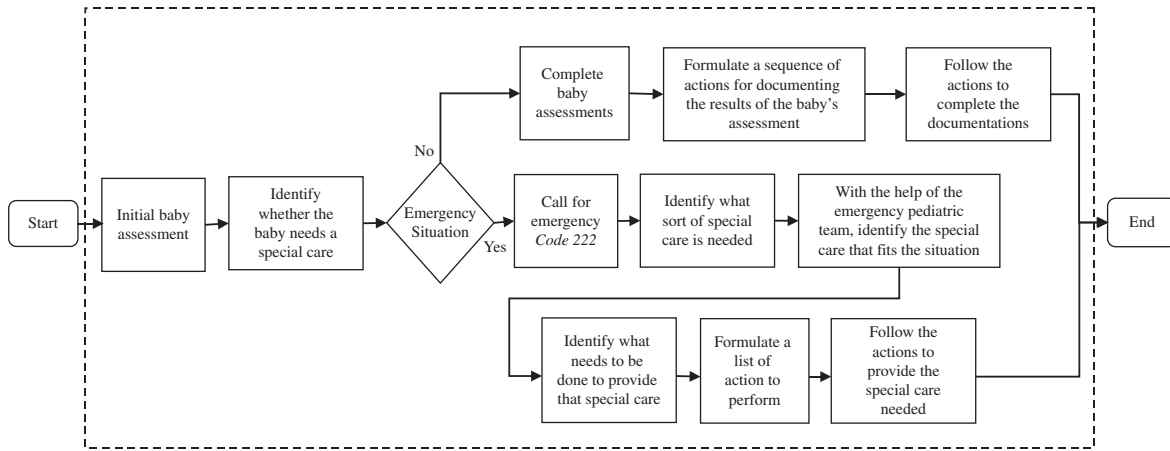 Start
Initial baby
assessment
Identify
whether the
baby needs a
special care
Emergency
Situation
No
Complete
baby
assessments
Formulate a sequence of
actions for documenting
the results of the baby's
assessment
Follow the
actions to
complete the
documentations
Yes
Call for
emergency
Code 222
Identify what
sort of special
care is needed
With the help of the
emergency pediatric
team, identify the special
care that fits the situation
Identify what
needs to be
done to provide
that special care
Formulate a
list of
action to
perform
Follow the
actions to
provide the
special care
needed
End